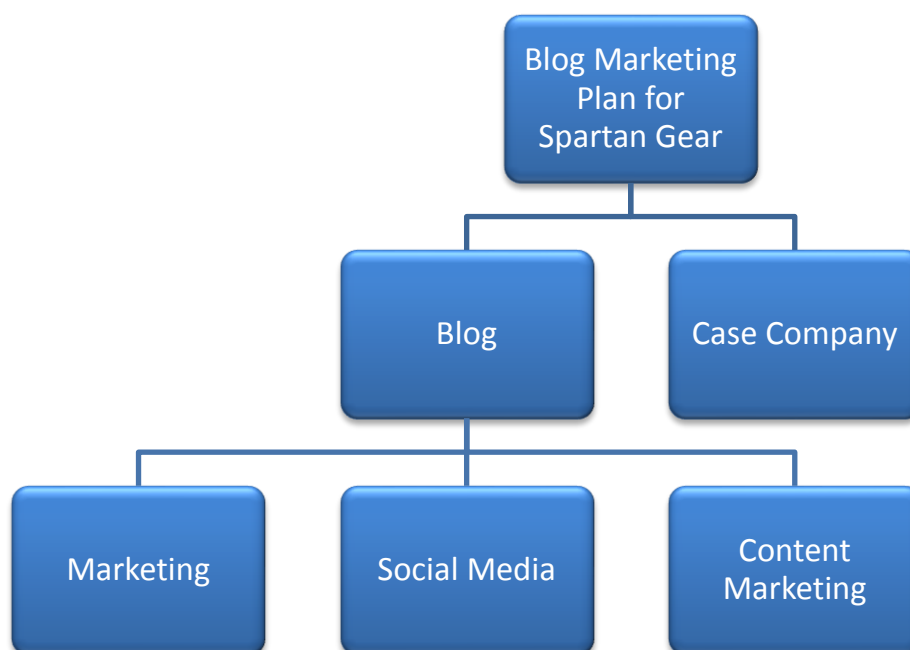 Blog Marketing
Plan for
Spartan Gear
Blog
Case Company
Marketing
Social Media
Content
Marketing